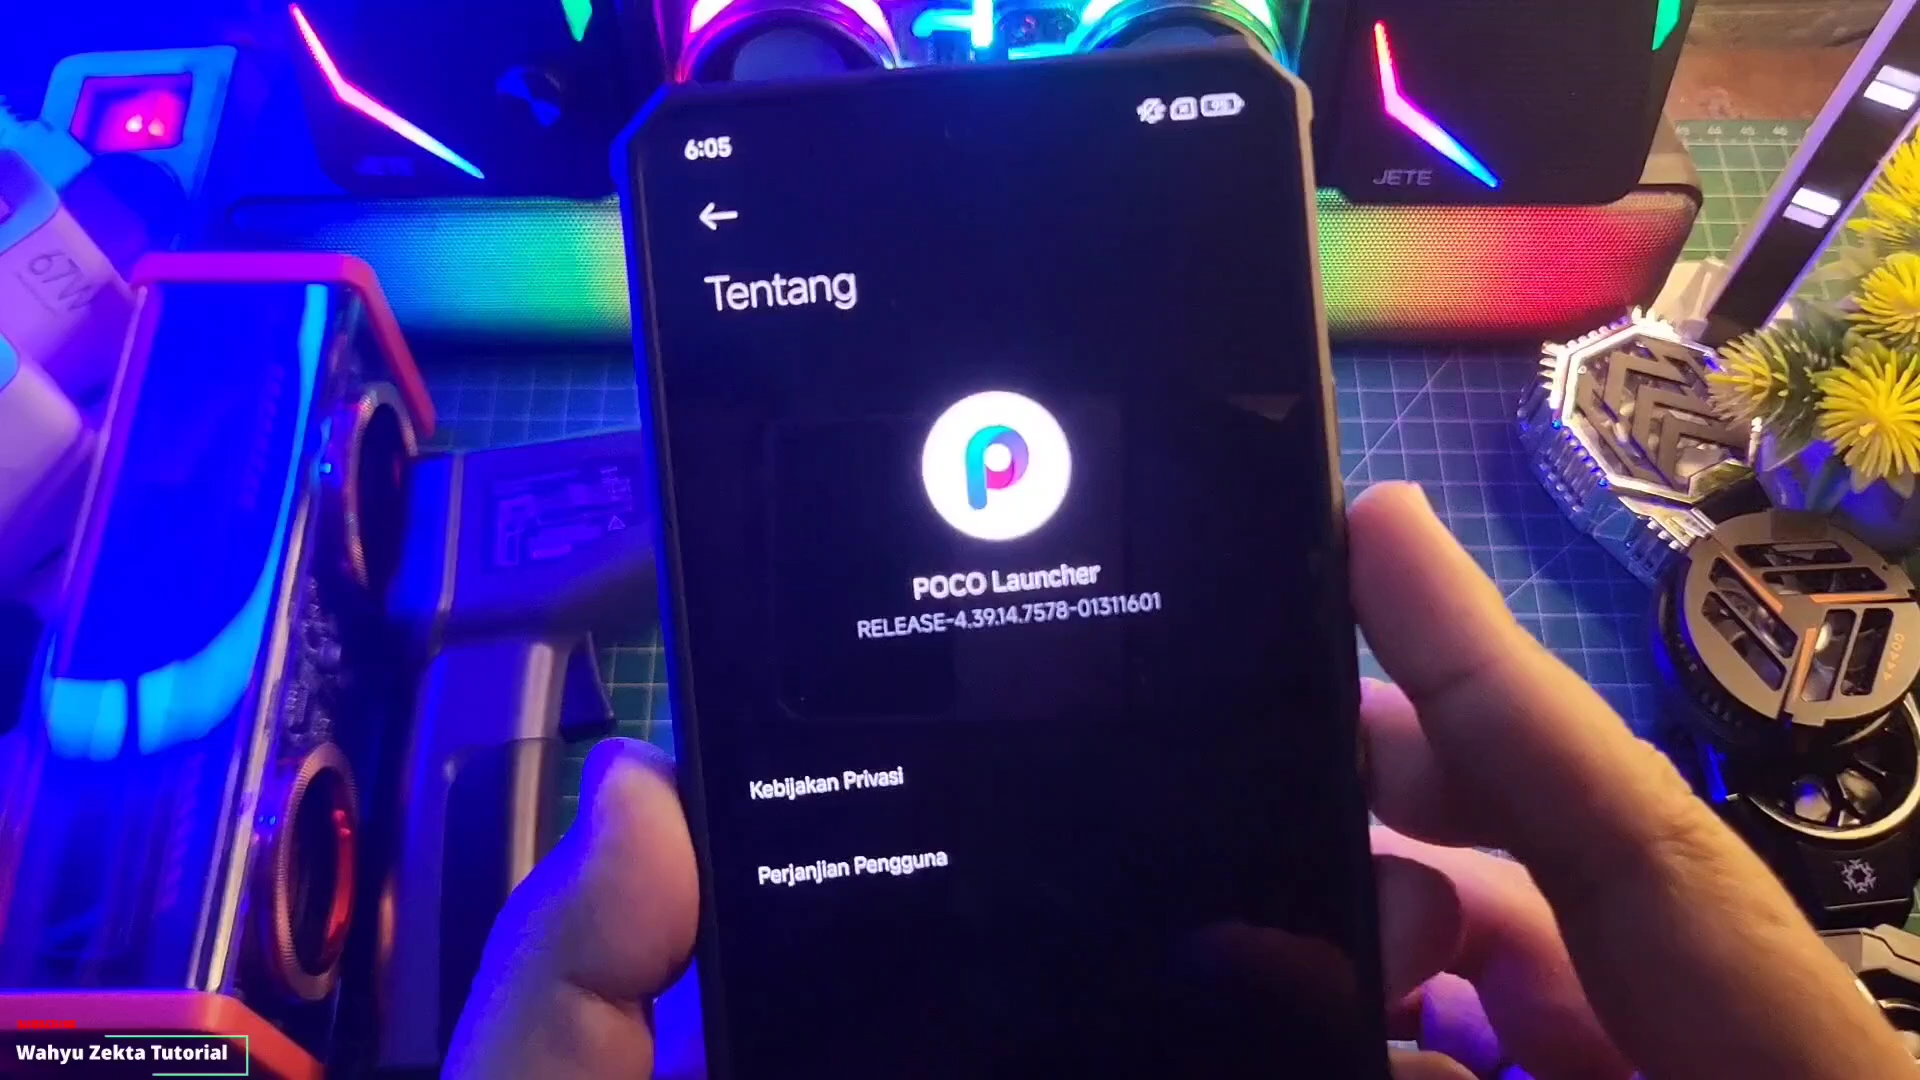 6:05
Tentang
POCO Launcher
RELEASE-4.39.14.7578-01311601
Kebijakan Privasi
Perjanjian Pengguna
JETE
JETE
67W
Wahyu Zekta Tutorial